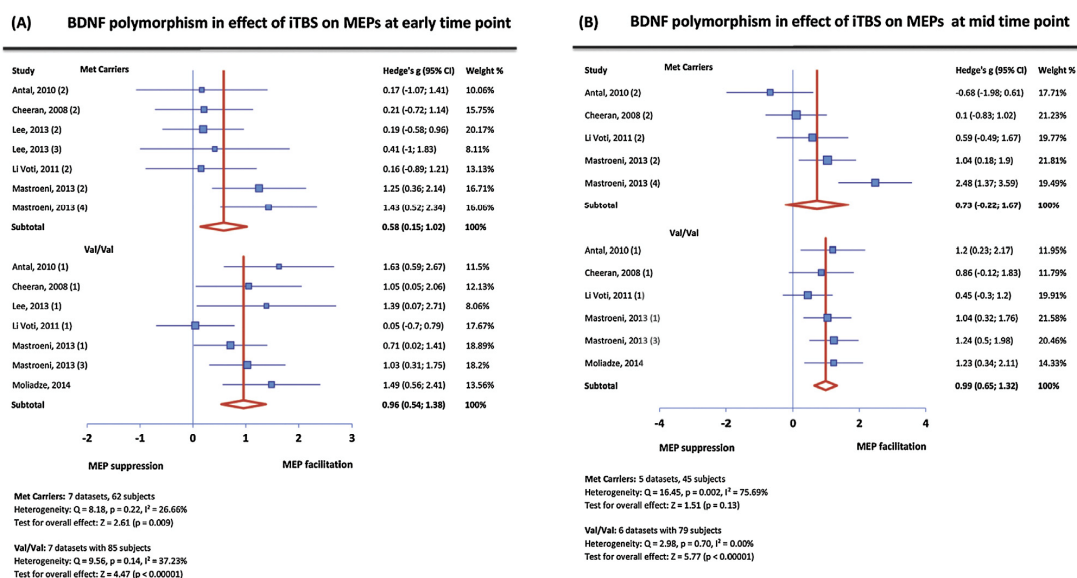 (A) BDNF polymorphism in effect of iTBS on MEPs at early time point
Study Met Carriers Hedge's g (95% CI) Weight %
Antal, 2010 (2) 0.17 (-1.07; 1.41) 10.06%
Cheeran, 2008 (2) 0.21 (-0.72; 1.14) 15.75%
Lee, 2013 (2) 0.19 (-0.58; 0.96) 20.17%
Lee, 2013 (3) 0.41 (-1; 1.83) 8.11%
Li Voti, 2011 (2) 0.16 (-0.89; 1.21) 13.13%
Mastroeni, 2013 (2) 1.25 (0.36; 2.14) 16.71%
Mastroeni, 2013 (4) 1.43 (0.52; 2.34) 16.06%
Subtotal 0.58 (0.15; 1.02) 100%
Val/Val
Antal, 2010 (1) 1.63 (0.59; 2.67) 11.5%
Cheeran, 2008 (1) 1.05 (0.05; 2.06) 12.13%
Lee, 2013 (1) 1.39 (0.07; 2.71) 8.06%
Li Voti, 2011 (1) 0.05 (-0.7; 0.79) 17.67%
Mastroeni, 2013 (1) 0.71 (0.02; 1.41) 18.89%
Mastroeni, 2013 (3) 1.03 (0.31; 1.75) 18.2%
Moliadze, 2014 1.49 (0.56; 2.41) 13.56%
Subtotal 0.96 (0.54; 1.38) 100%
-2 -1 0 1 2 3
MEP suppression MEP facilitation
Met Carriers: 7 datasets, 62 subjects
Heterogeneity: Q = 8.18, p = 0.22, I² = 26.66%
Test for overall effect: Z = 2.61 (p = 0.009)
Val/Val: 7 datasets with 85 subjects
Heterogeneity: Q = 9.56, p = 0.14, I² = 37.23%
Test for overall effect: Z = 4.47 (p < 0.00001)
(B) BDNF polymorphism in effect of iTBS on MEPs at mid time point
Study Met Carriers Hedge's g (95% CI) Weight %
Antal, 2010 (2) -0.68 (-1.98; 0.61) 17.71%
Cheeran, 2008 (2) 0.1 (-0.83; 1.02) 21.23%
Li Voti, 2011 (2) 0.59 (-0.49; 1.67) 19.77%
Mastroeni, 2013 (2) 1.04 (0.18; 1.9) 21.81%
Mastroeni, 2013 (4) 2.48 (1.37; 3.59) 19.49%
Subtotal 0.73 (-0.22; 1.67) 100%
Val/Val
Antal, 2010 (1) 1.2 (0.23; 2.17) 11.95%
Cheeran, 2008 (1) 0.86 (-0.12; 1.83) 11.79%
Li Voti, 2011 (1) 0.45 (-0.3; 1.2) 19.91%
Mastroeni, 2013 (1) 1.04 (0.32; 1.76) 21.58%
Mastroeni, 2013 (3) 1.24 (0.5; 1.98) 20.46%
Moliadze, 2014 1.23 (0.34; 2.11) 14.33%
Subtotal 0.99 (0.65; 1.32) 100%
-4 -2 0 2 4
MEP suppression MEP facilitation
Met Carriers: 5 datasets, 45 subjects
Heterogeneity: Q = 16.45, p = 0.002, I² = 75.69%
Test for overall effect: Z = 1.51 (p = 0.13)
Val/Val: 6 datasets with 79 subjects
Heterogeneity: Q = 2.98, p = 0.70, I² = 0.00%
Test for overall effect: Z = 5.77 (p < 0.00001)